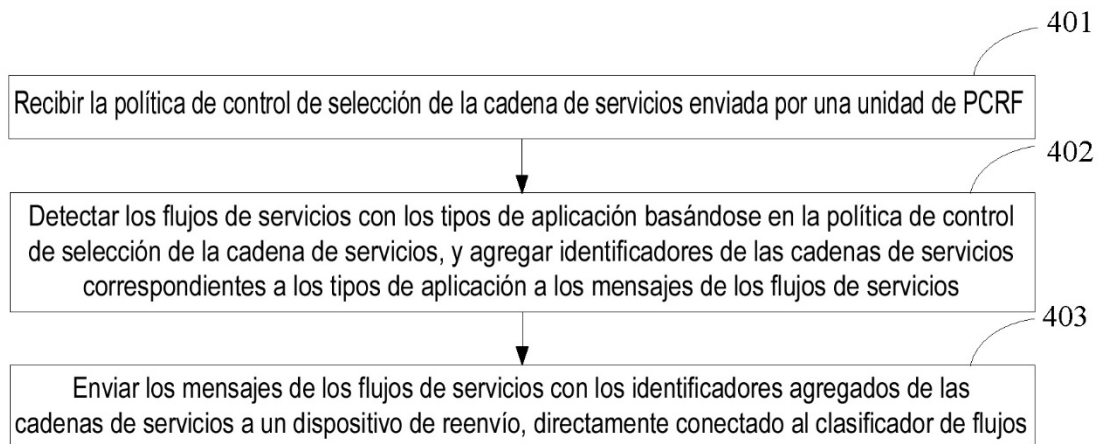 401
Recibir la política de control de selección de la cadena de servicios enviada por una unidad de PCRF
402
Detectar los flujos de servicios con los tipos de aplicación basándose en la política de control
de selección de la cadena de servicios, y agregar identificadores de las cadenas de servicios
correspondientes a los tipos de aplicación a los mensajes de los flujos de servicios
403
Enviar los mensajes de los flujos de servicios con los identificadores agregados de las
cadenas de servicios a un dispositivo de reenvío, directamente conectado al clasificador de flujos